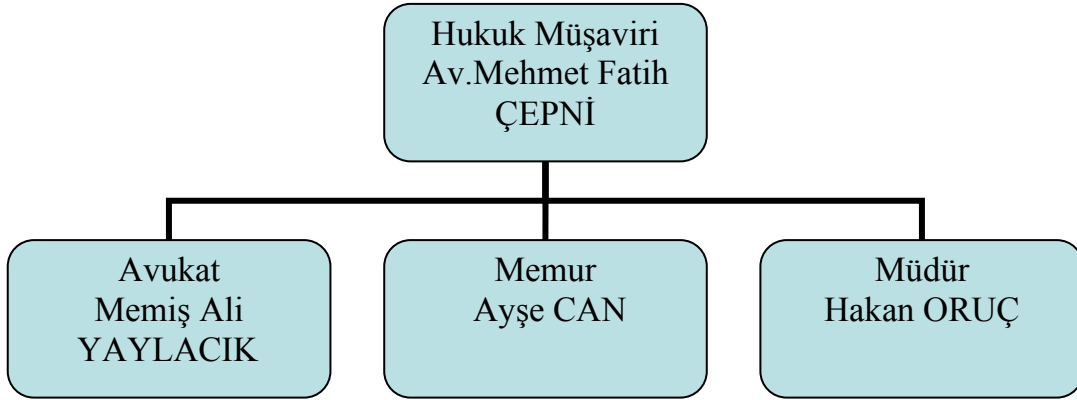 Hukuk Müşaviri
Av.Mehmet Fatih
ÇEPNİ
Avukat
Memiş Ali
YAYLACIK
Memur
Ayşe CAN
Müdür
Hakan ORUÇ